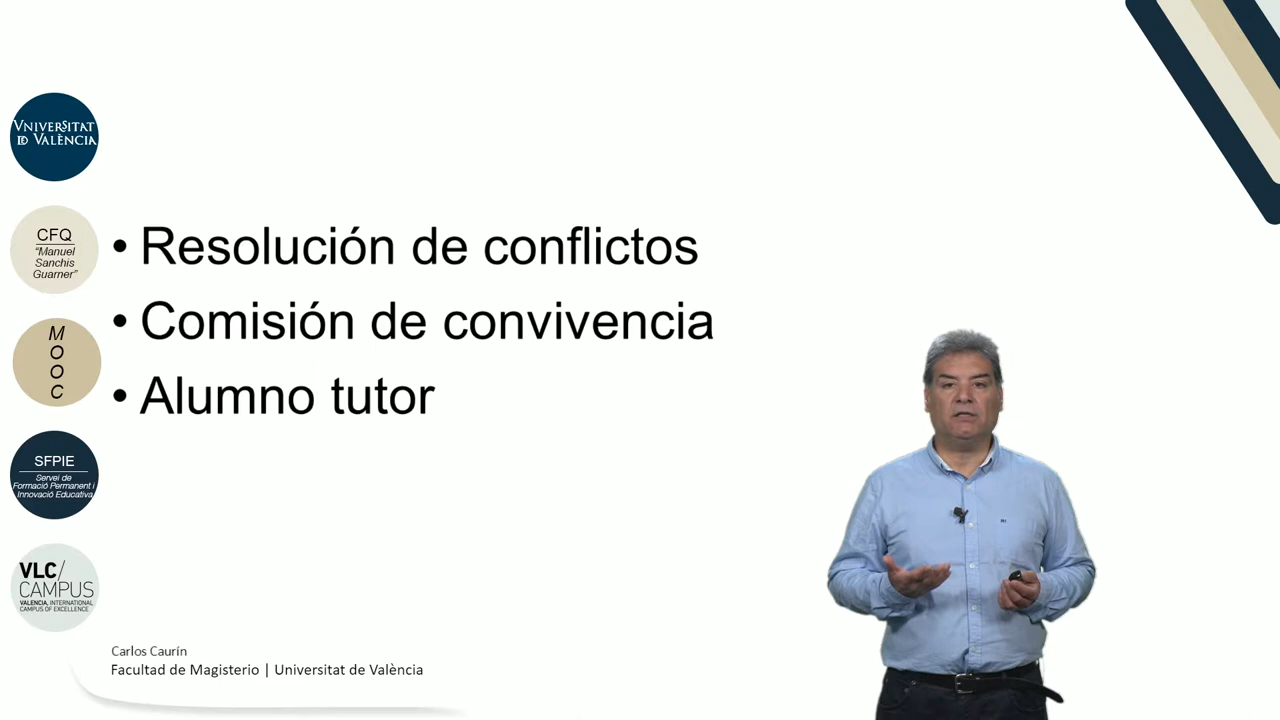 VNIVERSITAT
ID VALÈNCIA
CFQ
"Manuel
Sanchis
Guarner"
M
O
O
C
SFPIE
Servei de
Formació Permanent i
Innovació Educativa
VLC/
CAMPUS
VALENCIA, INTERNATIONAL
CAMPUS OF EXCELLENCE
• Resolución de conflictos
• Comisión de convivencia
• Alumno tutor
Carlos Caurín
Facultad de Magisterio | Universitat de València